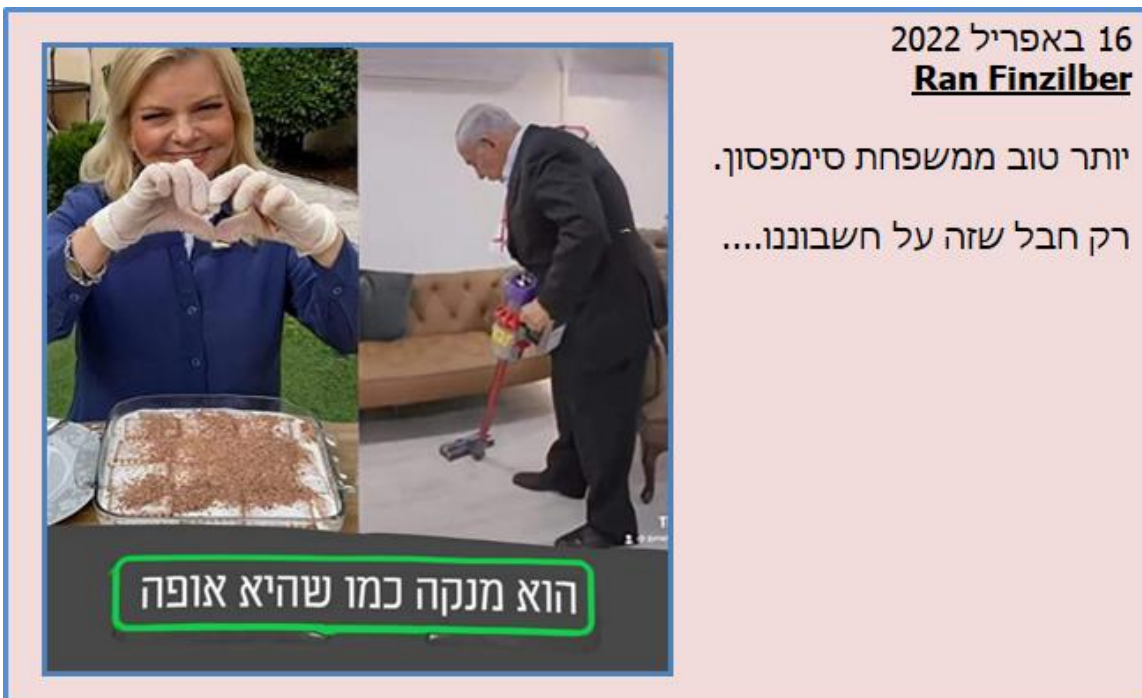 16 באפריל 2022
Ran Finzilber
יותר טוב ממשפחת סימפסון.
רק חבל שזה על חשבוננו....
הוא מנקה כמו שהיא אופה